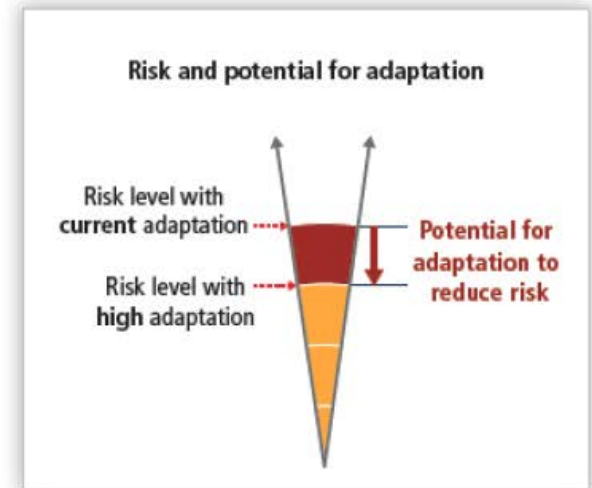 Risk and potential for adaptation
Risk level with
current adaptation
Risk level with
high adaptation
Potential for
adaptation to
reduce risk